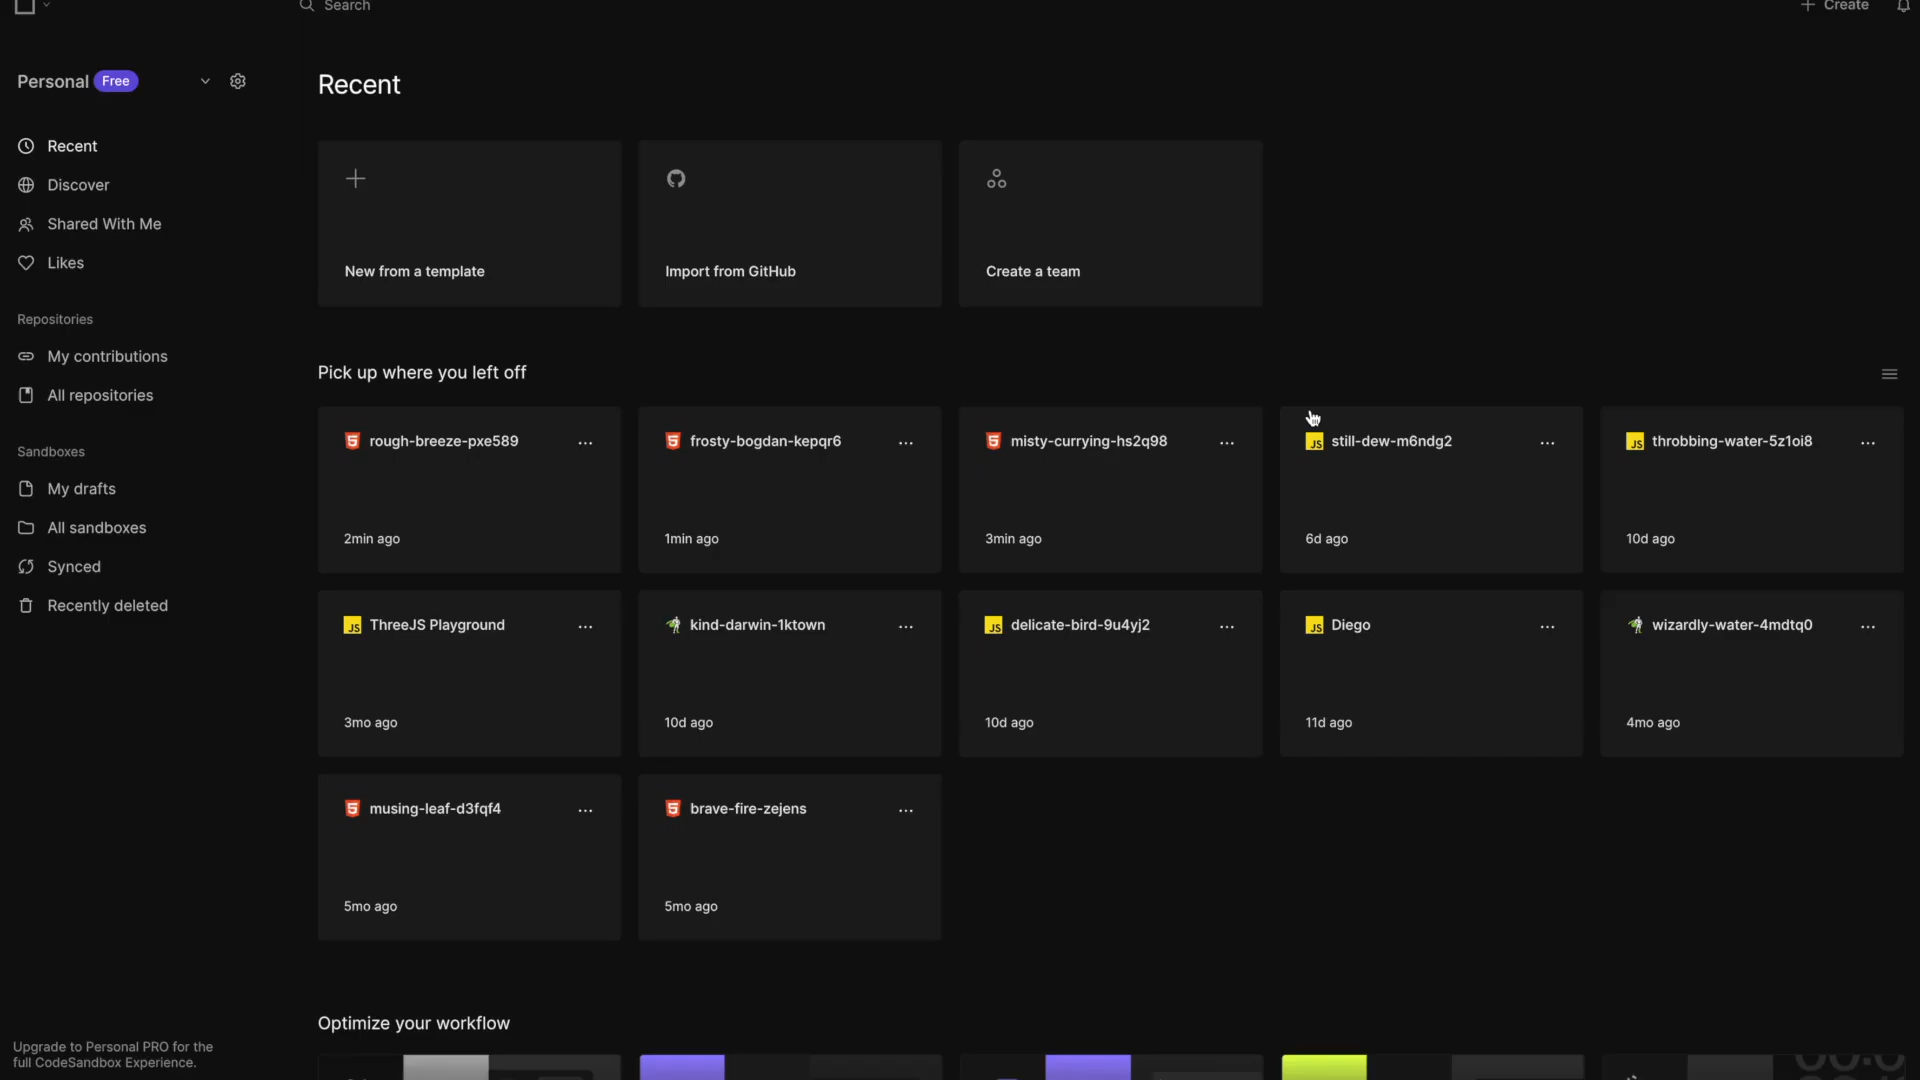 Search
Create
Personal Free
Recent
Discover
Shared With Me
Likes
Repositories
My contributions
All repositories
Sandboxes
My drafts
All sandboxes
Synced
Recently deleted
Upgrade to Personal PRO for the
full CodeSandbox Experience.
Recent
New from a template
Import from GitHub
Create a team
Pick up where you left off
rough-breeze-pxe589
2min ago
frosty-bogdan-kepqr6
1min ago
misty-currying-hs2q98
3min ago
JS still-dew-m6ndg2
6d ago
JS throbbing-water-5z1oi8
10d ago
JS ThreeJS Playground
3mo ago
kind-darwin-1ktown
10d ago
JS delicate-bird-9u4yj2
10d ago
JS Diego
11d ago
wizardly-water-4mdtq0
4mo ago
musing-leaf-d3fqf4
5mo ago
brave-fire-zejens
5mo ago
Optimize your workflow